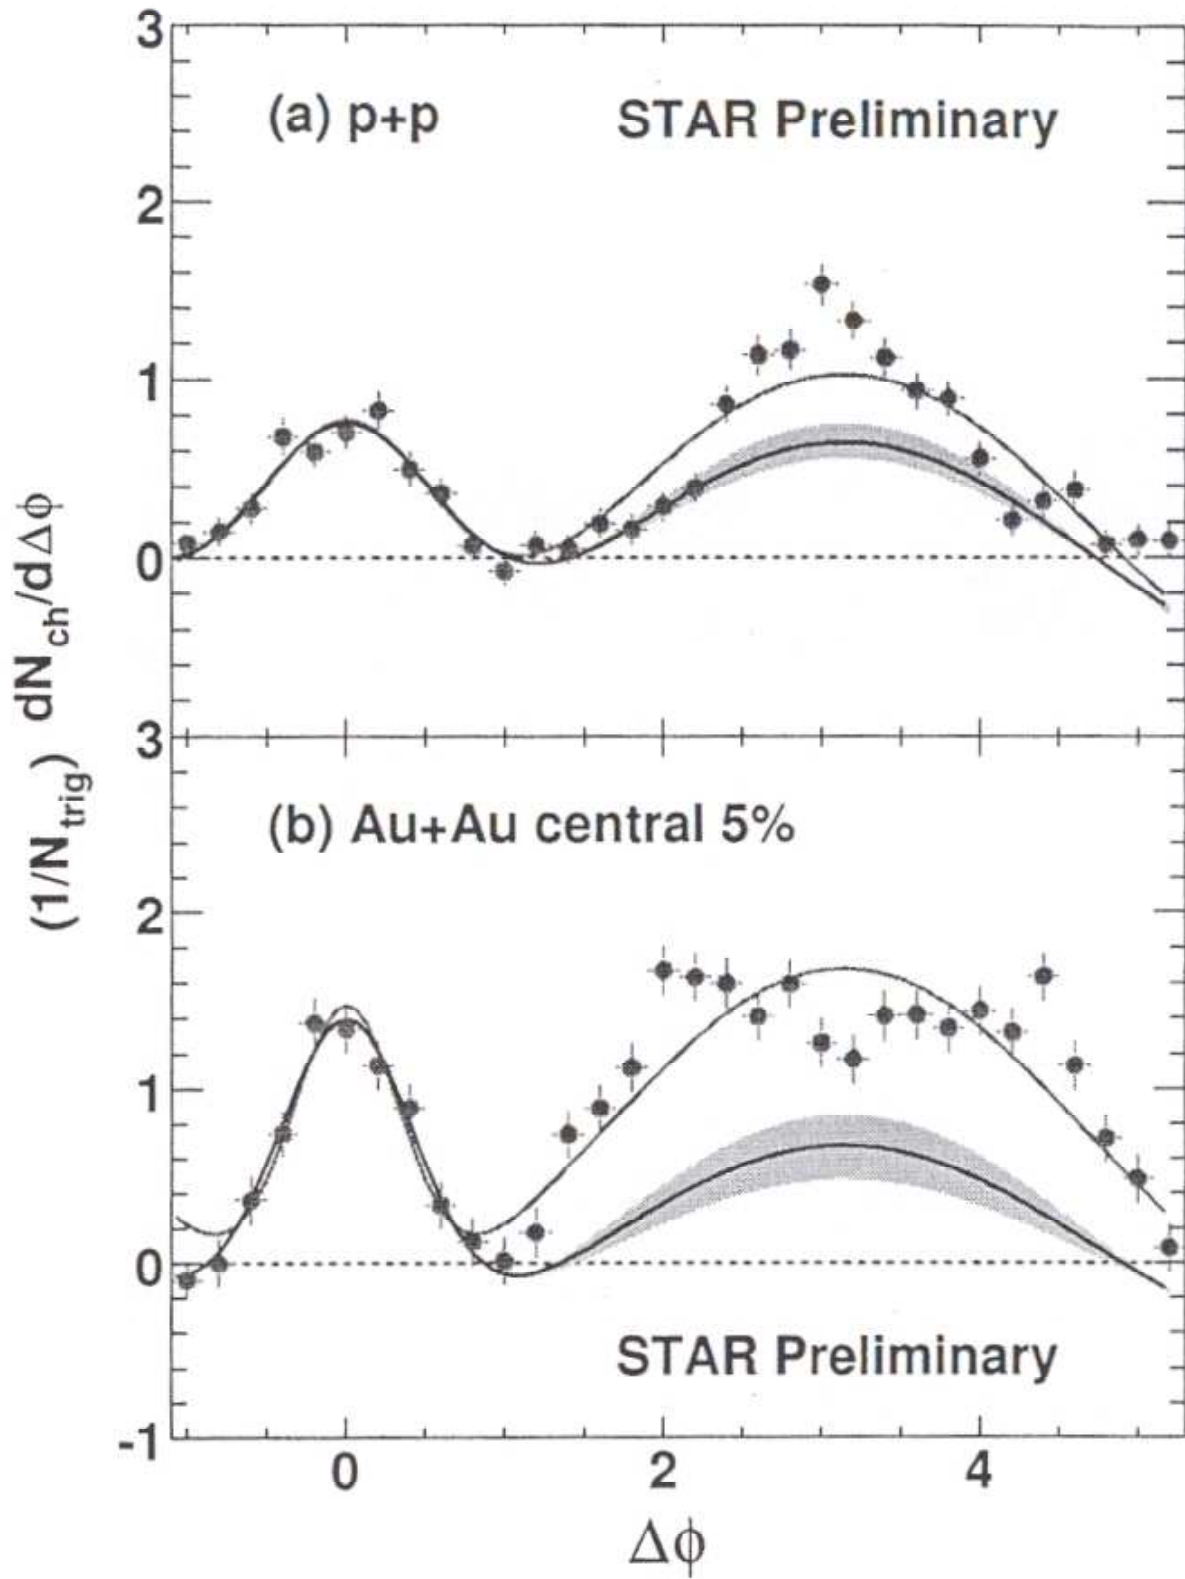 3
(a) p+p STAR Preliminary
2
1
0
(1/N_trig) dN_ch/dΔϕ
3
(b) Au+Au central 5%
2
1
0
STAR Preliminary
-1
0 2 4
Δϕ